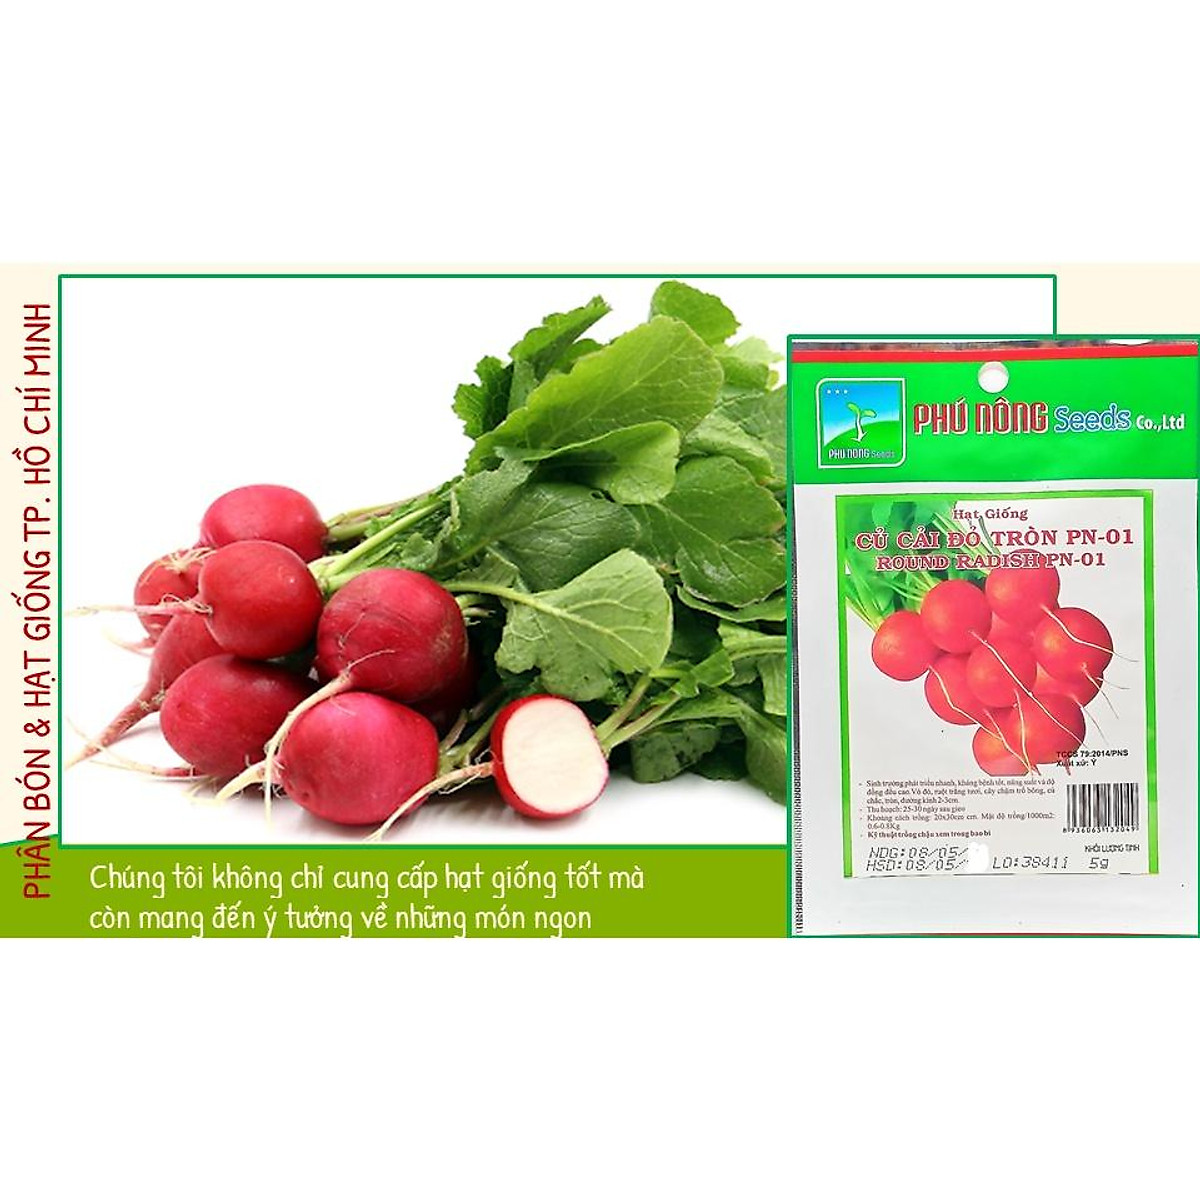 PHÂN BÓN & HẠT GIỐNG TP. HỒ CHÍ MINH
PHÚ NÔNG Seeds Co.,Ltd
PHU NONG Seeds
Hạt Giống
CỦ CẢI ĐỎ TRÒN PN-01
ROUND RADISH PN-01
TCCS 79:2014/PNS
Xuất xứ: Ý
- Sinh trưởng phát triển nhanh, kháng bệnh tốt, năng suất và độ
đồng đều cao. Vỏ đỏ, ruột trắng tươi, cây chậm trổ bông, củ
chắc, tròn, đường kính 2-3cm.
- Thu hoạch: 25-30 ngày sau gieo
- Khoảng cách trồng: 20x30cm cm. Mật độ trồng/1000m2:
0.6-0.8Kg
- Kỹ thuật trồng chậu xem trong bao bì
89360631132049
NDG:08/05/
HSD:08/05/ LO:38411
KHỐI LƯỢNG TỊNH
5g
Chúng tôi không chỉ cung cấp hạt giống tốt mà
còn mang đến ý tưởng về những món ngon